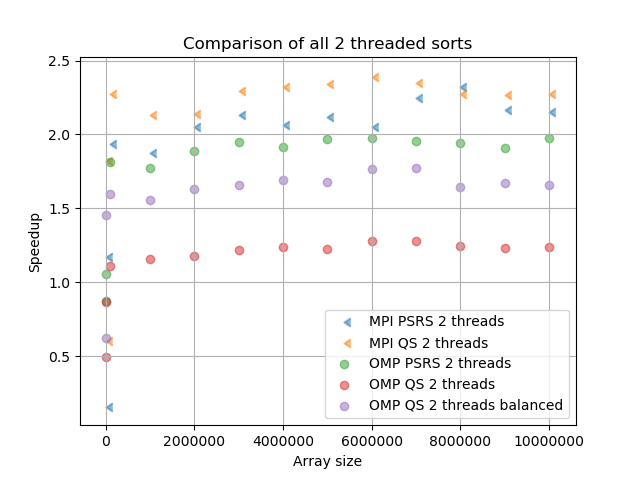 Comparison of all 2 threaded sorts
2.5
2.0
1.5
1.0
0.5
Speedup
MPI PSRS 2 threads
MPI QS 2 threads
OMP PSRS 2 threads
OMP QS 2 threads
OMP QS 2 threads balanced
0 2000000 4000000 6000000 8000000 10000000
Array size